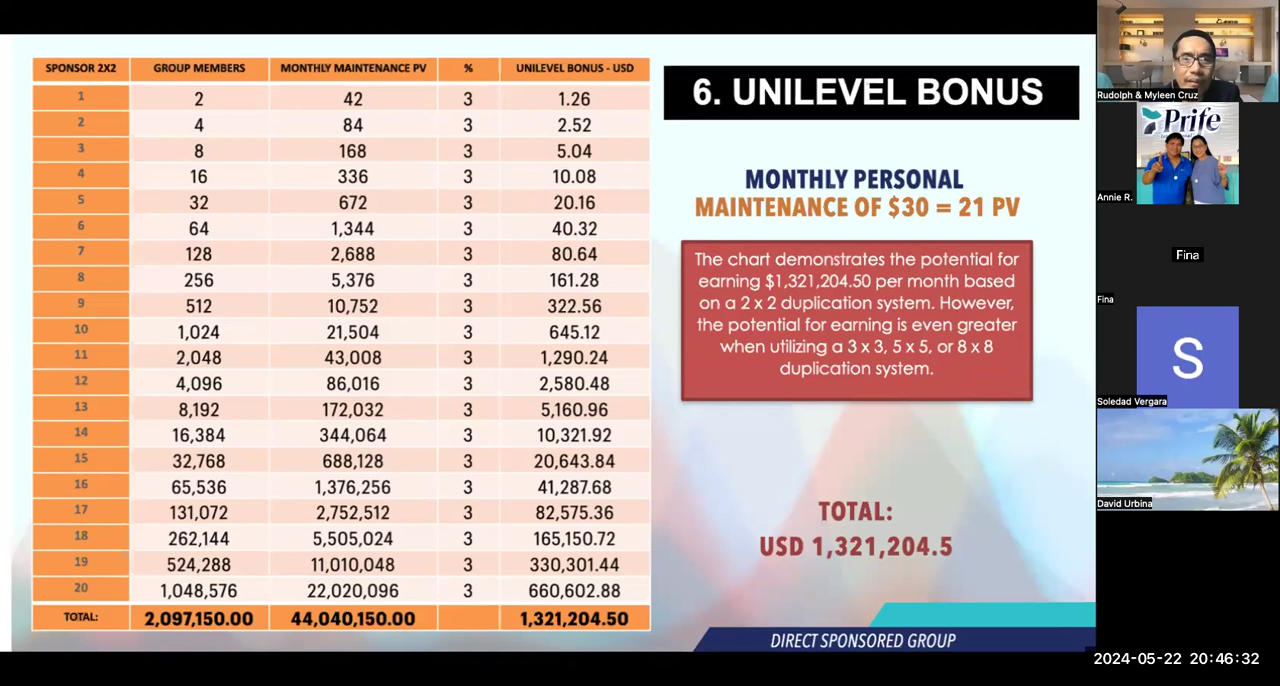 SPONSOR 2X2 GROUP MEMBERS MONTHLY MAINTENANCE PV % UNILEVEL BONUS - USD
1 2 42 3 1.26
2 4 84 3 2.52
3 8 168 3 5.04
4 16 336 3 10.08
5 32 672 3 20.16
6 64 1,344 3 40.32
7 128 2,688 3 80.64
8 256 5,376 3 161.28
9 512 10,752 3 322.56
10 1,024 21,504 3 645.12
11 2,048 43,008 3 1,290.24
12 4,096 86,016 3 2,580.48
13 8,192 172,032 3 5,160.96
14 16,384 344,064 3 10,321.92
15 32,768 688,128 3 20,643.84
16 65,536 1,376,256 3 41,287.68
17 131,072 2,752,512 3 82,575.36
18 262,144 5,505,024 3 165,150.72
19 524,288 11,010,048 3 330,301.44
20 1,048,576 22,020,096 3 660,602.88
TOTAL: 2,097,150.00 44,040,150.00 1,321,204.50
6. UNILEVEL BONUS
MONTHLY PERSONAL
MAINTENANCE OF $30 = 21 PV
The chart demonstrates the potential for
earning $1,321,204.50 per month based
on a 2 x 2 duplication system. However,
the potential for earning is even greater
when utilizing a 3 x 3, 5 x 5, or 8 x 8
duplication system.
TOTAL:
USD 1,321,204.5
DIRECT SPONSORED GROUP
Rudolph & Myleen Cruz
Prife
Annie R.
Fina
Fina
S
Soledad Vergara
David Urbina
2024-05-22 20:46:32